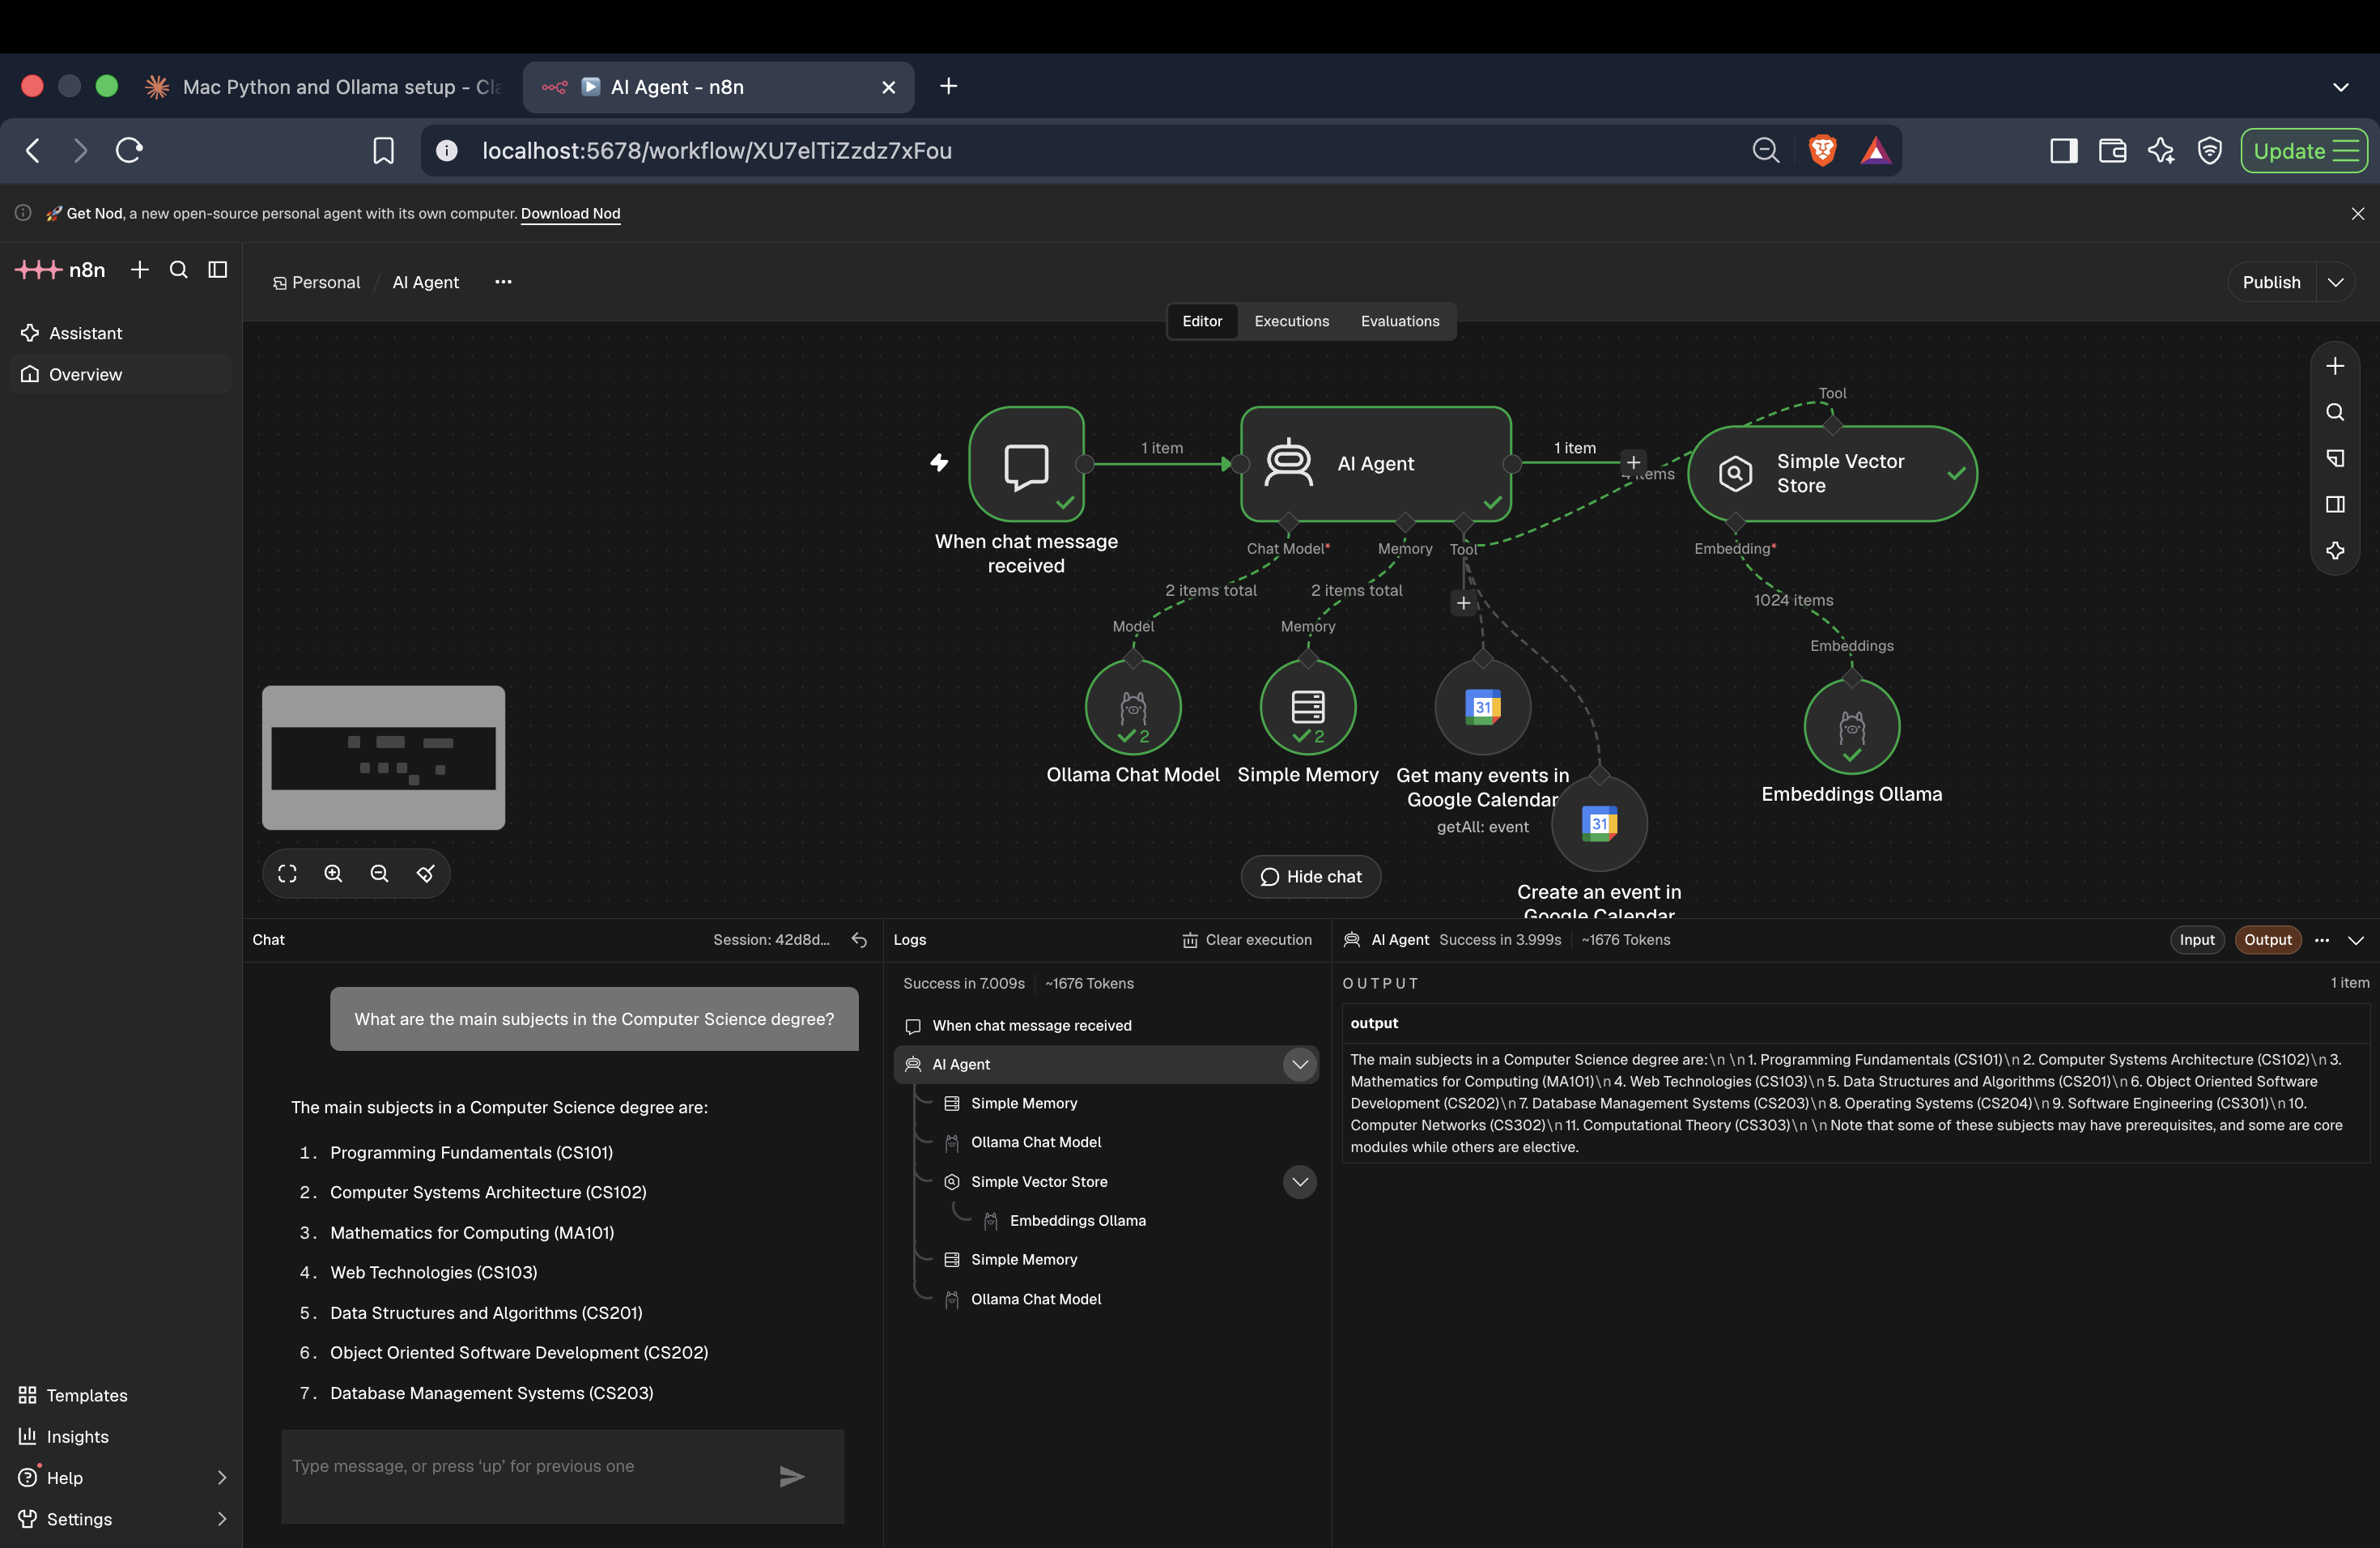 Mac Python and Ollama setup - Cla
AI Agent - n8n
localhost:5678/workflow/XU7elTiZzdz7xFou
Update
🚀 Get Nod, a new open-source personal agent with its own computer. Download Nod
n8n
Personal / AI Agent
Publish
Assistant
Overview
Editor
Executions
Evaluations
Tool
1 item
AI Agent
1 item
4 items
Simple Vector
Store
When chat message
received
Chat Model*
Memory
Tool
Embedding*
2 items total
2 items total
1024 items
Model
Memory
Embeddings
31
2
2
Ollama Chat Model
Simple Memory
Get many events in
Google Calendar
getAll: event
31
Embeddings Ollama
Hide chat
Create an event in
Google Calendar
Chat
Session: 42d8d...
What are the main subjects in the Computer Science degree?
The main subjects in a Computer Science degree are:
1. Programming Fundamentals (CS101)
2. Computer Systems Architecture (CS102)
3. Mathematics for Computing (MA101)
4. Web Technologies (CS103)
5. Data Structures and Algorithms (CS201)
6. Object Oriented Software Development (CS202)
7. Database Management Systems (CS203)
Type message, or press ‘up’ for previous one
Logs
Clear execution
Success in 7.009s
~1676 Tokens
When chat message received
AI Agent
Simple Memory
Ollama Chat Model
Simple Vector Store
Embeddings Ollama
Simple Memory
Ollama Chat Model
AI Agent
Success in 3.999s
~1676 Tokens
Input
Output
OUTPUT
1 item
output
The main subjects in a Computer Science degree are:\n \n 1. Programming Fundamentals (CS101)\n 2. Computer Systems Architecture (CS102)\n 3.
Mathematics for Computing (MA101)\n 4. Web Technologies (CS103)\n 5. Data Structures and Algorithms (CS201)\n 6. Object Oriented Software
Development (CS202)\n 7. Database Management Systems (CS203)\n 8. Operating Systems (CS204)\n 9. Software Engineering (CS301)\n 10.
Computer Networks (CS302)\n 11. Computational Theory (CS303)\n \n Note that some of these subjects may have prerequisites, and some are core
modules while others are elective.
Templates
Insights
Help
Settings